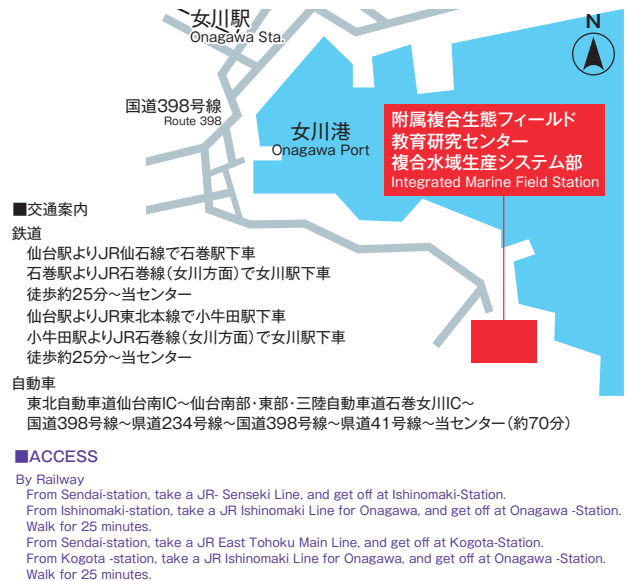 女川駅
Onagawa Sta.
N
国道398号線
Route 398
女川港
Onagawa Port
附属複合生態フィールド
教育研究センター
複合水域生産システム部
Integrated Marine Field Station
■交通案内
鉄道
仙台駅よりJR仙石線で石巻駅下車
石巻駅よりJR石巻線(女川方面)で女川駅下車
徒歩約25分〜当センター
仙台駅よりJR東北本線で小牛田駅下車
小牛田駅よりJR石巻線(女川方面)で女川駅下車
徒歩約25分〜当センター
自動車
東北自動車道仙台南IC〜仙台南部・東部・三陸自動車道石巻女川IC〜
国道398号線〜県道234号線〜国道398号線〜県道41号線〜当センター(約70分)
■ACCESS
By Railway
From Sendai-station, take a JR- Senseki Line, and get off at Ishinomaki-Station.
From Ishinomaki-station, take a JR Ishinomaki Line for Onagawa, and get off at Onagawa -Station.
Walk for 25 minutes.
From Sendai-station, take a JR East Tohoku Main Line, and get off at Kogota-Station.
From Kogota -station, take a JR Ishinomaki Line for Onagawa, and get off at Onagawa -Station.
Walk for 25 minutes.